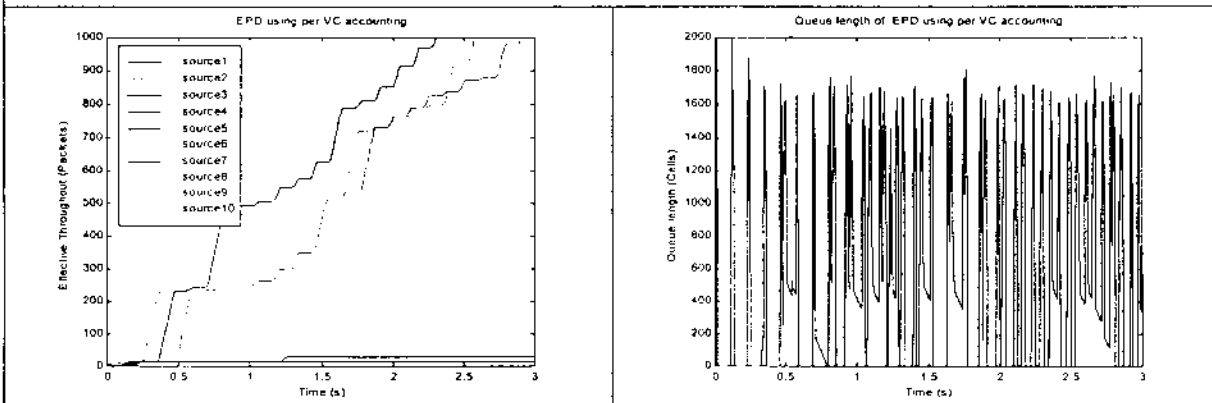 EPD using per VC accounting
1000
900
800
700
600
500
400
300
200
100
0
Effective Throughout (Packets)
source1
source2
source3
source4
source5
source6
source7
source8
source9
source10
0 0.5 1 1.5 2 2.5 3
Time (s)
Queue length of EPD using per VC accounting
2000
1800
1600
1400
1200
1000
800
600
400
200
0
Queue length (Cells)
0 0.5 1 1.5 2 2.5 3
Time (s)